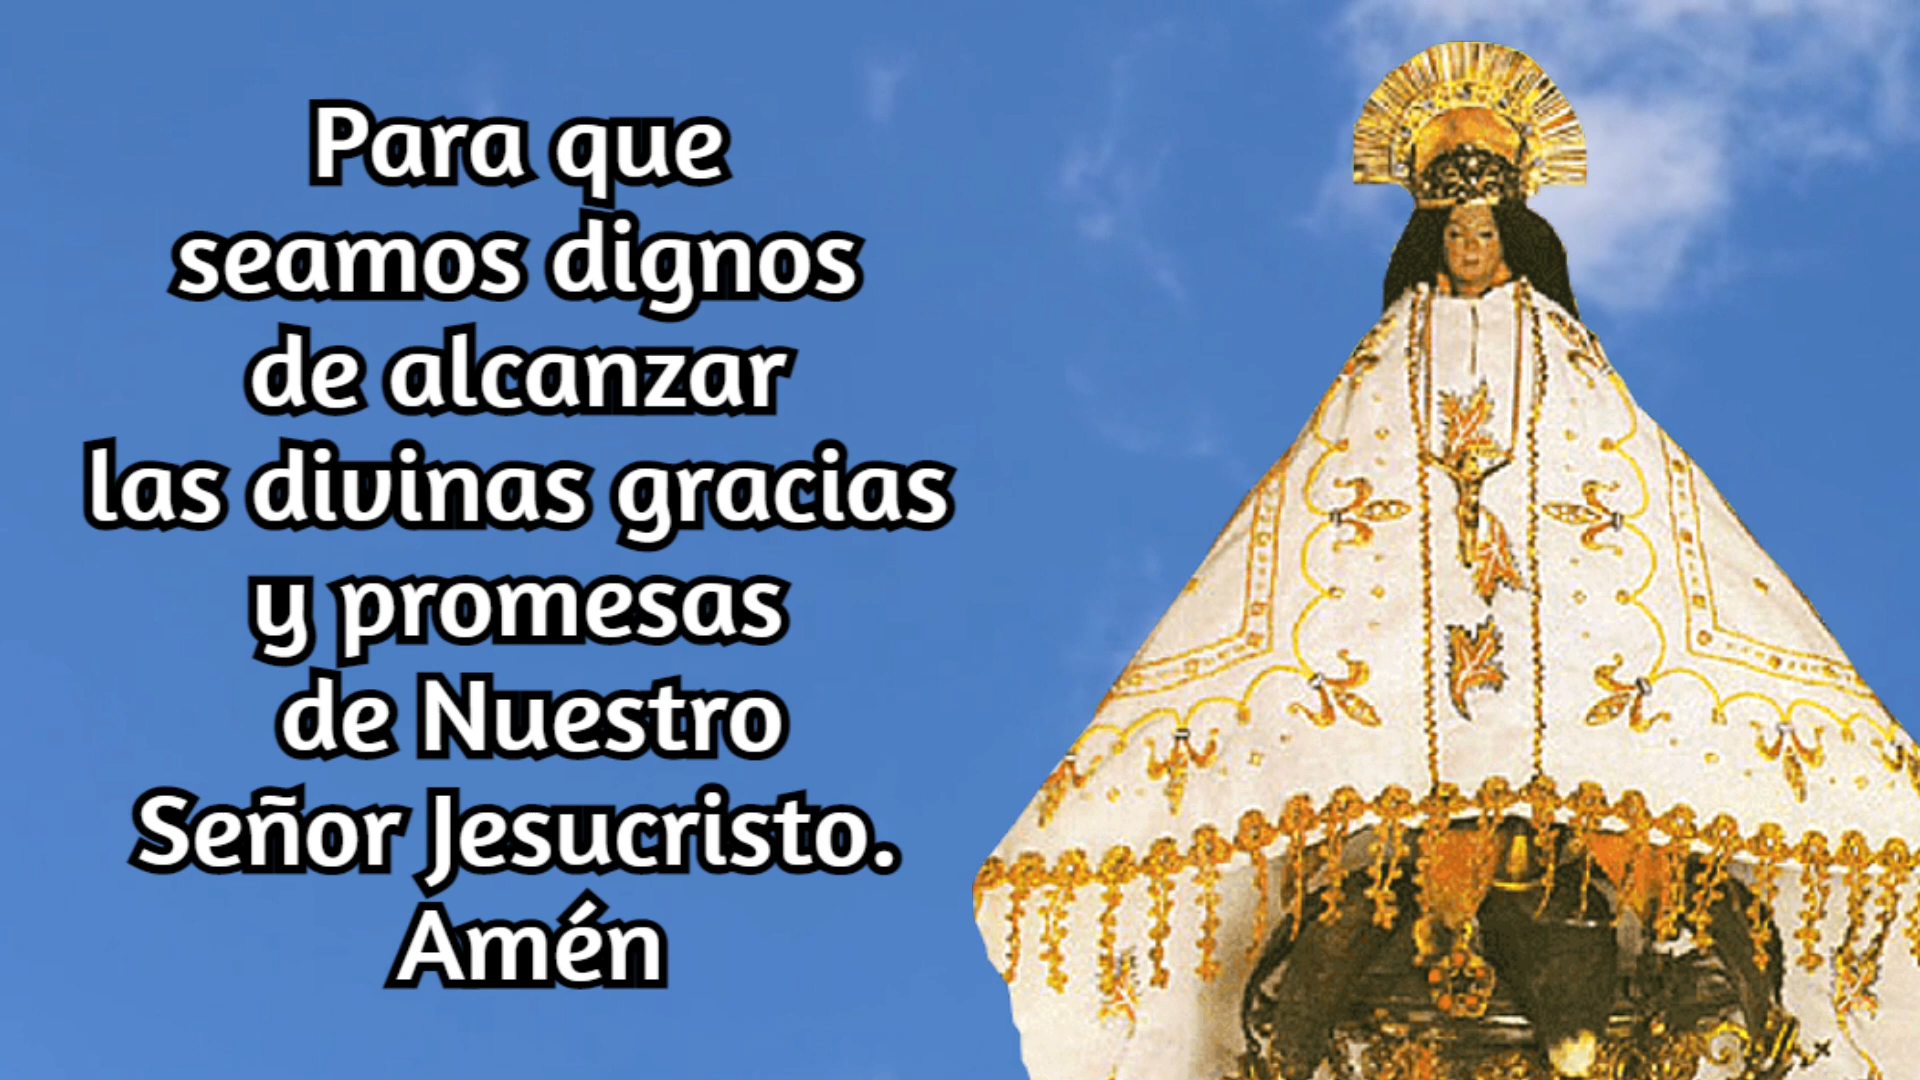 Para que
seamos dignos
de alcanzar
las divinas gracias
y promesas
de Nuestro
Señor Jesucristo.
Amén